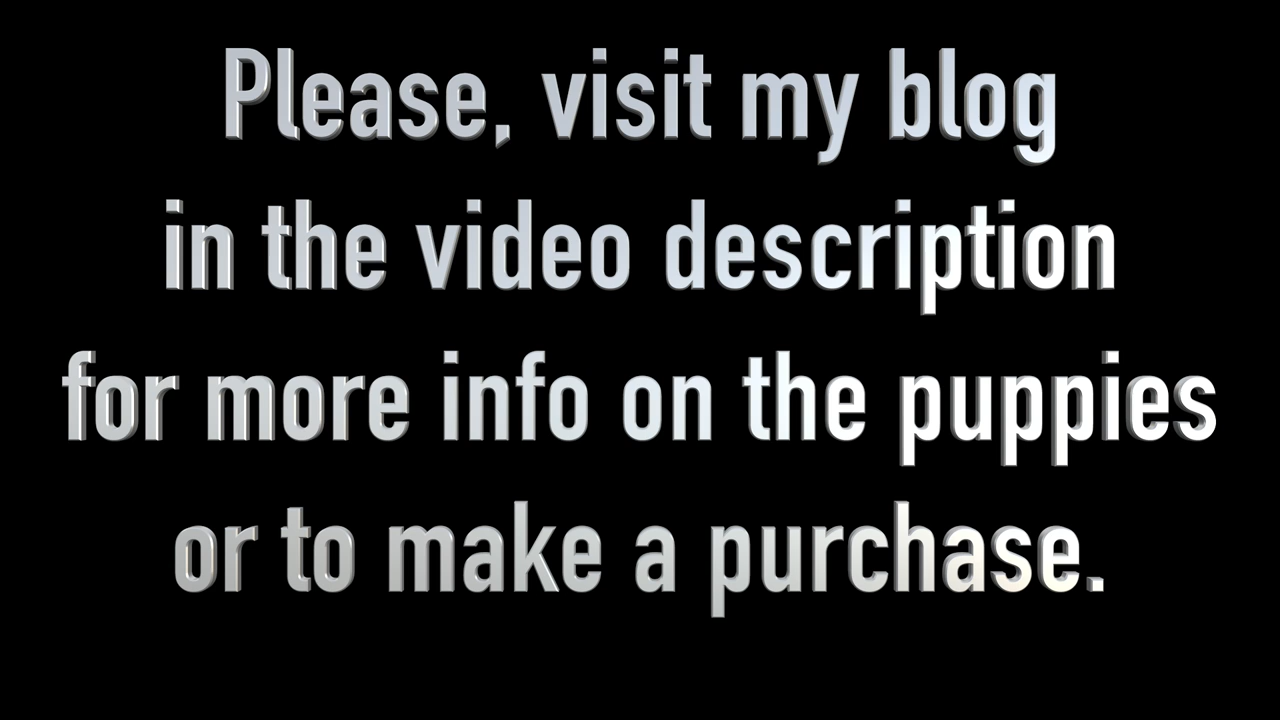 Please, visit my blog
in the video description
for more info on the puppies
or to make a purchase.